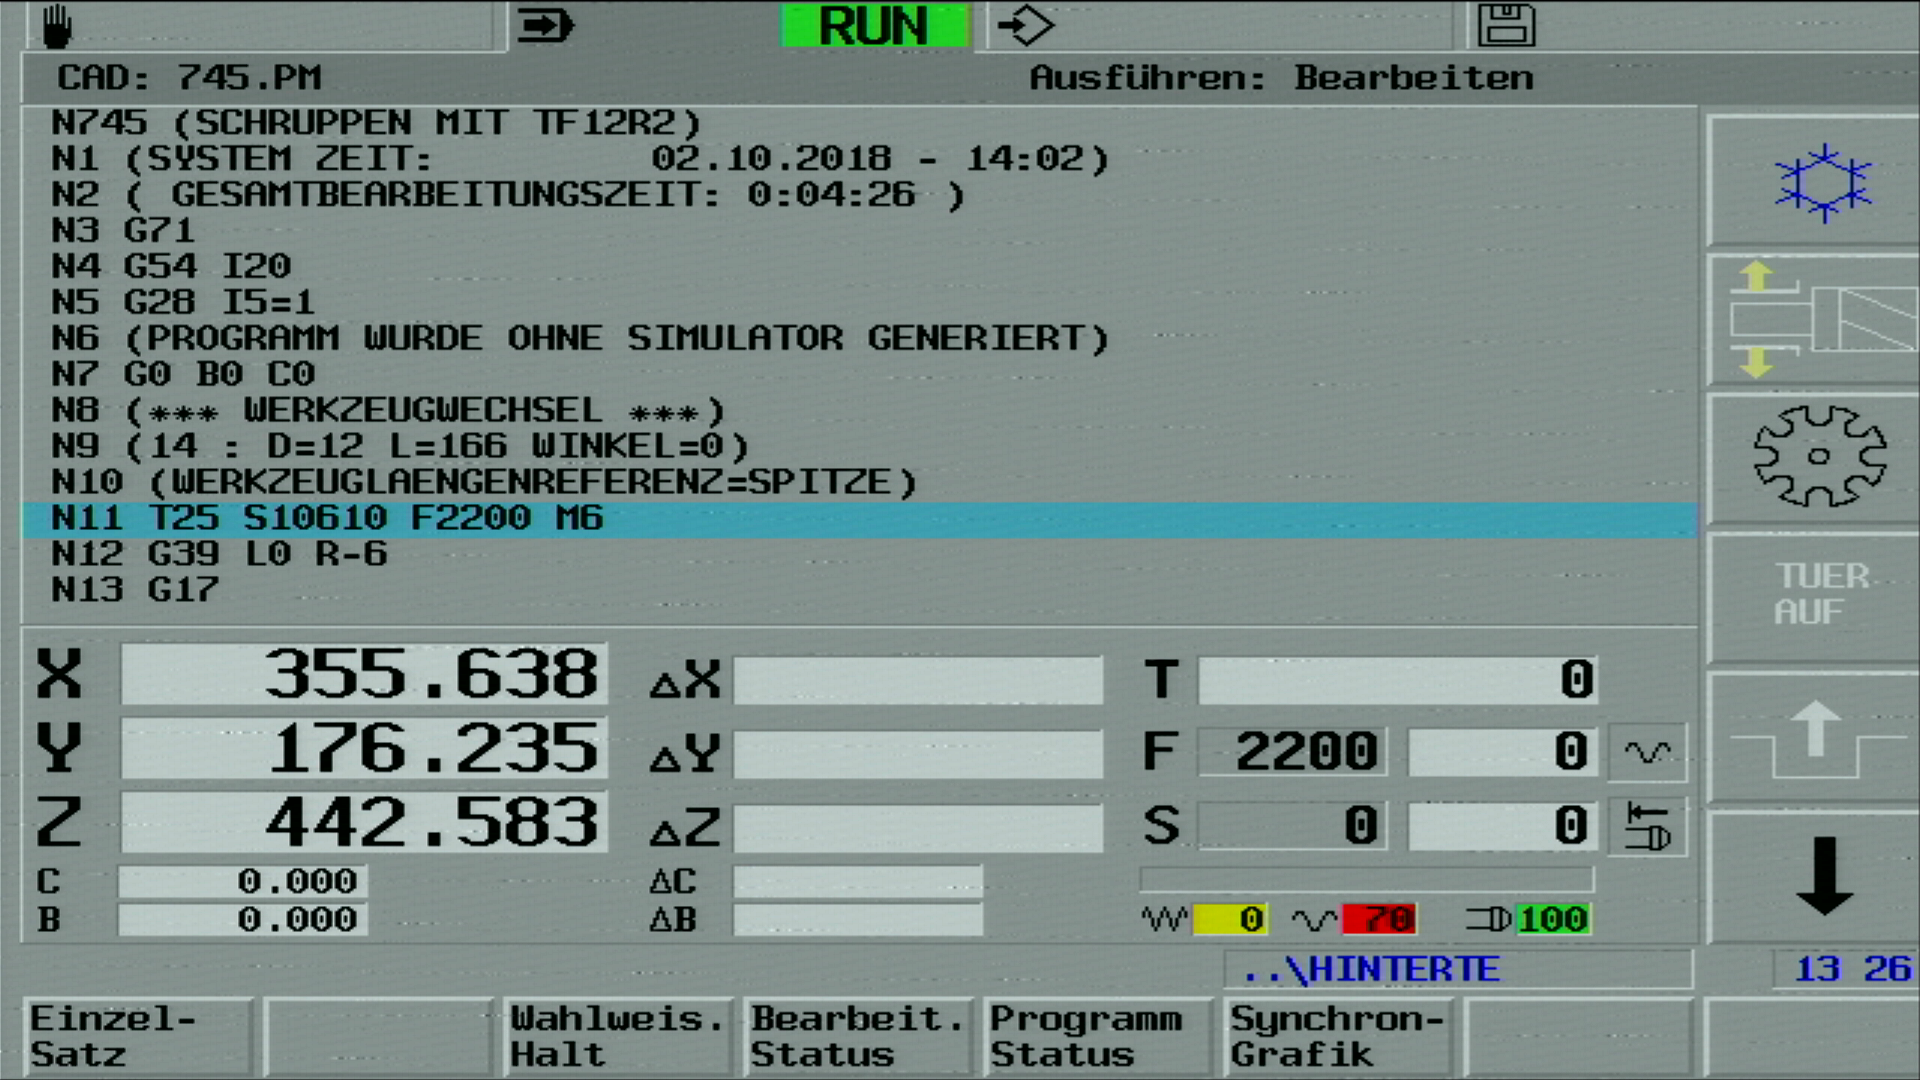 RUN
CAD: 745.PM Ausführen: Bearbeiten
N745 (SCHRUPPEN MIT TF12R2)
N1 (SYSTEM ZEIT: 02.10.2018 - 14:02)
N2 ( GESAMTBEARBEITUNGSZEIT: 0:04:26 )
N3 G71
N4 G54 I20
N5 G28 I5=1
N6 (PROGRAMM WURDE OHNE SIMULATOR GENERIERT)
N7 G0 B0 C0
N8 (*** WERKZEUGWECHSEL ***)
N9 (14 : D=12 L=166 WINKEL=0)
N10 (WERKZEUGLAENGENREFERENZ=SPITZE)
N11 T25 S10610 F2200 M6
N12 G39 L0 R-6
N13 G17
TUER
AUF
X 355.638 ΔX T 0
Y 176.235 ΔY F 2200 0
Z 442.583 ΔZ S 0 0
C 0.000 ΔC
B 0.000 ΔB 0 70 100
..\HINTERTE 13 26
Einzel-
Satz
Wahlweis.
Halt
Bearbeit.
Status
Programm
Status
Synchron-
Grafik